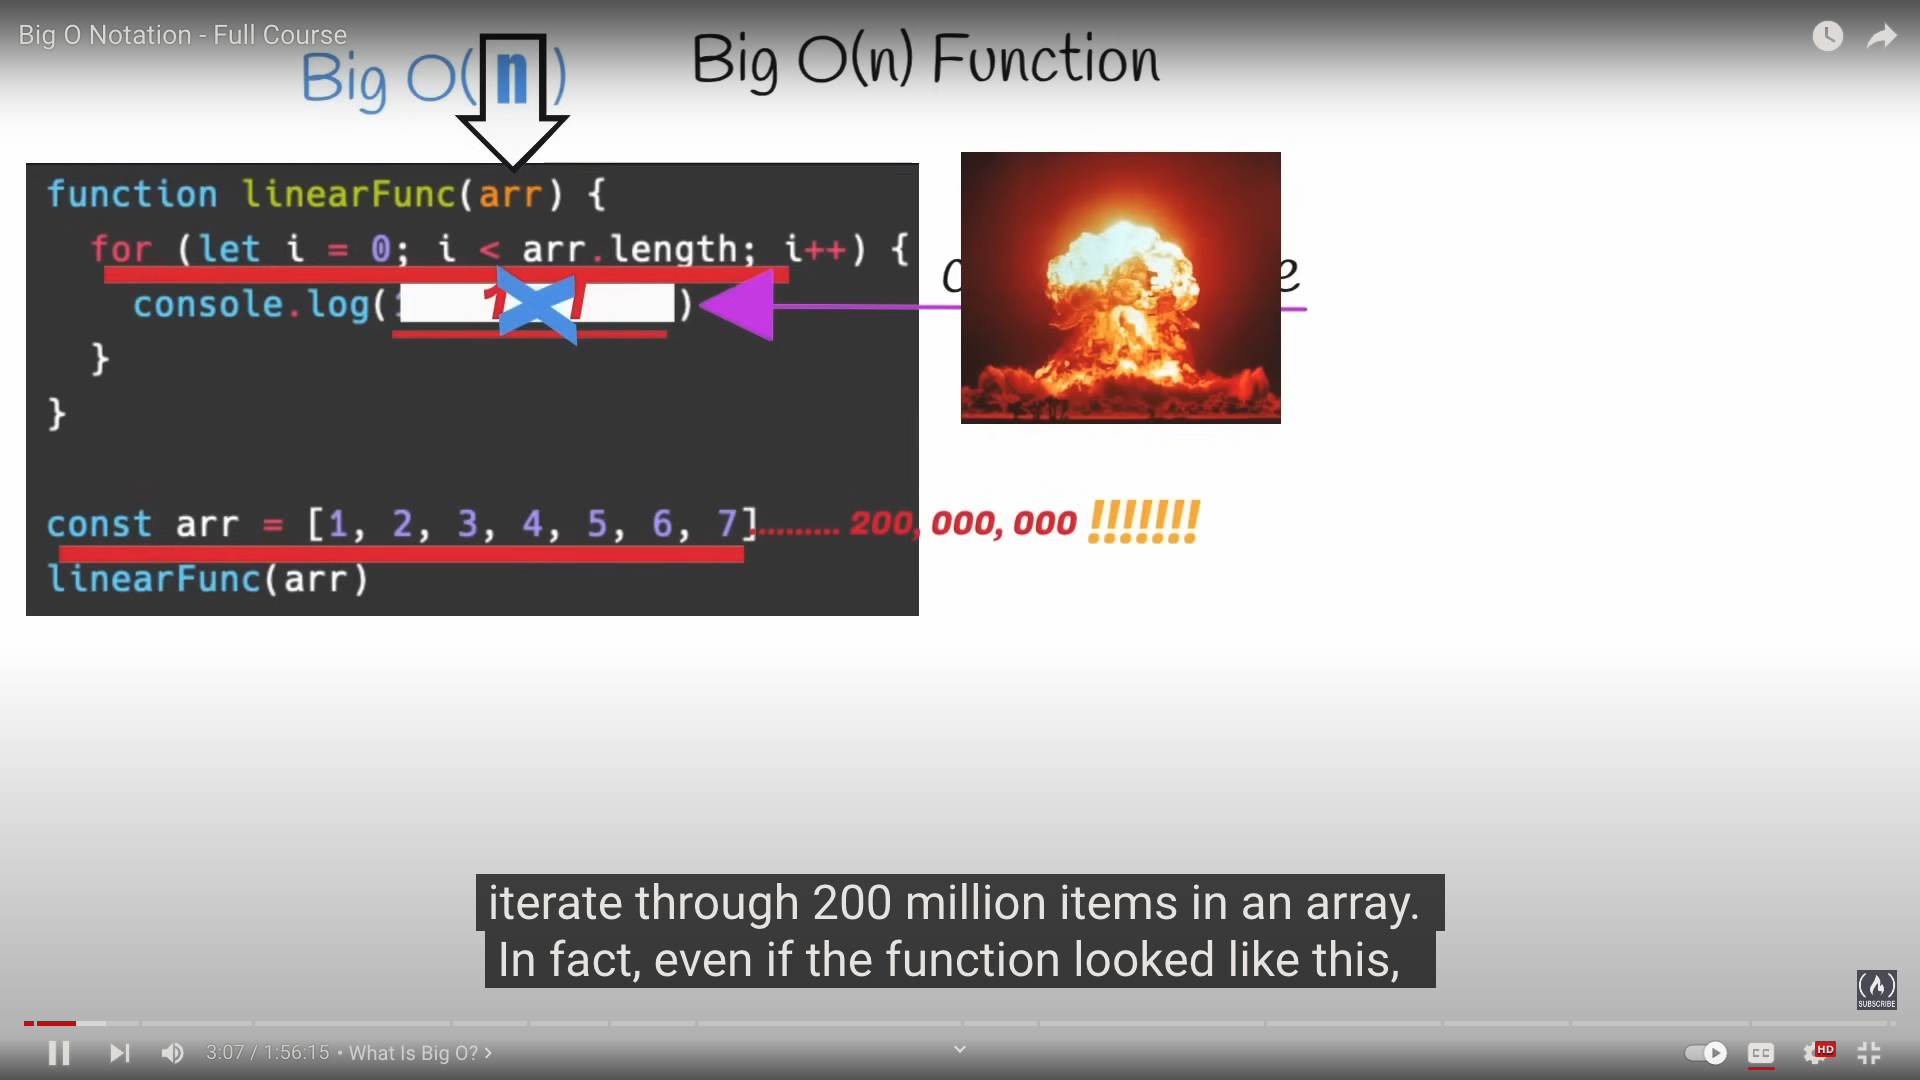 Big O Notation - Full Course
Big O(n)
Big O(n) Function
function linearFunc(arr) {
for (let i = 0; i < arr.length; i++) {
console.log( )
}
}
const arr = [1, 2, 3, 4, 5, 6, 7]......... 200, 000, 000 !!!!!!!
linearFunc(arr)
iterate through 200 million items in an array.
In fact, even if the function looked like this,
SUBSCRIBE
3:07 / 1:56:15 • What Is Big O? >
CC
HD